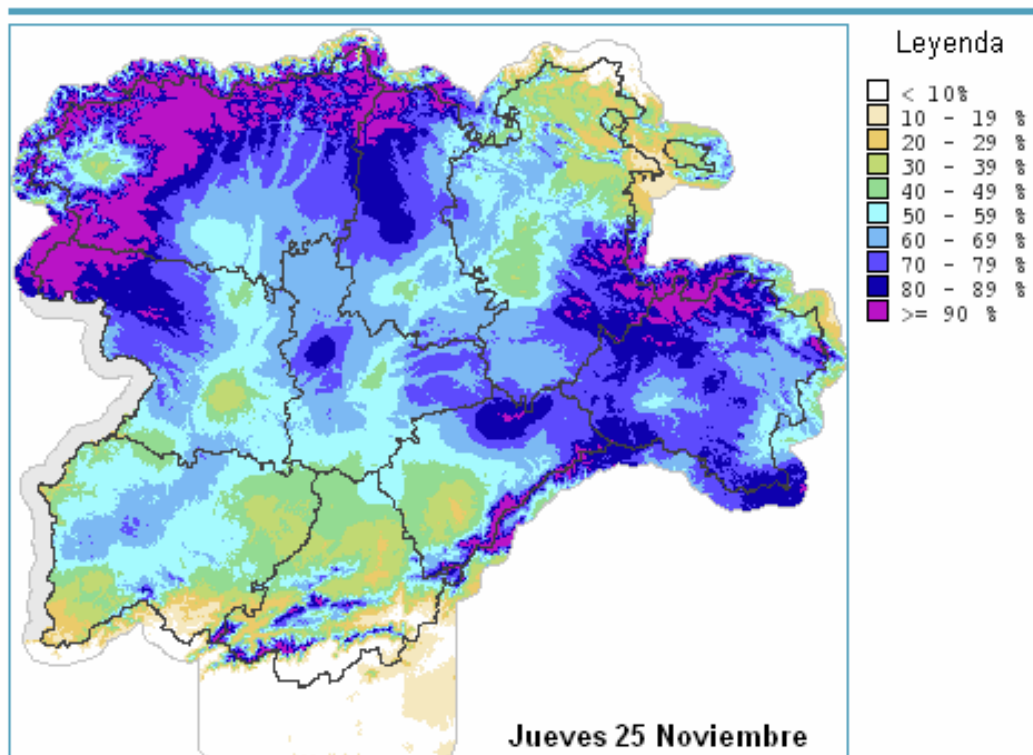 Leyenda
< 10%
10 - 19 %
20 - 29 %
30 - 39 %
40 - 49 %
50 - 59 %
60 - 69 %
70 - 79 %
80 - 89 %
>= 90 %
Jueves 25 Noviembre